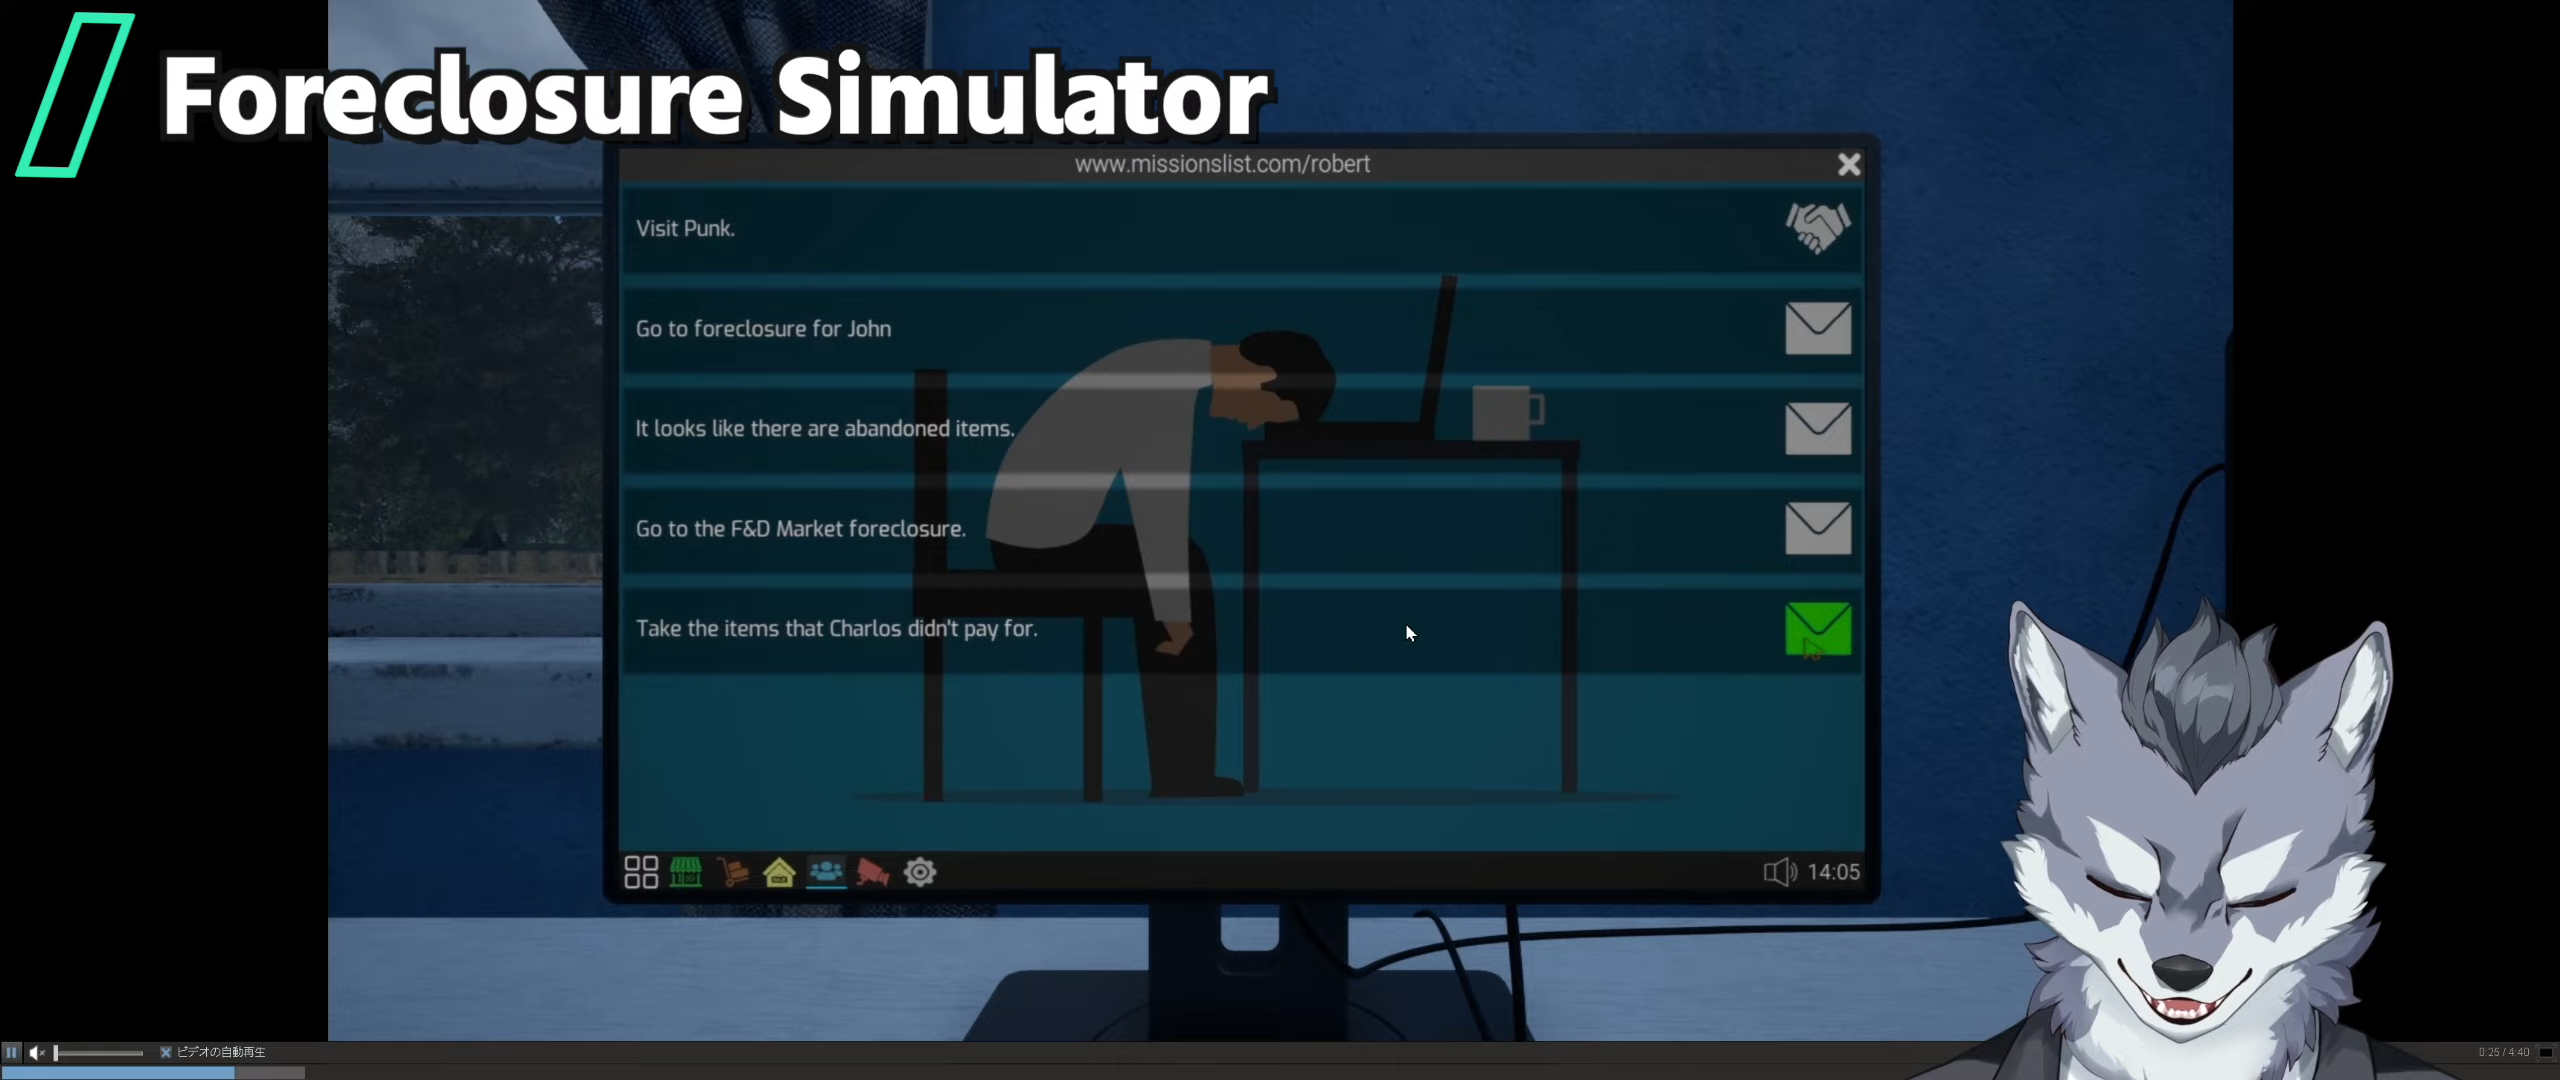 Foreclosure Simulator
www.missionslist.com/robert
Visit Punk.
Go to foreclosure for John
It looks like there are abandoned items.
Go to the F&D Market foreclosure.
Take the items that Charlos didn't pay for.
14:05
ビデオの自動再生
0:25 / 4:40